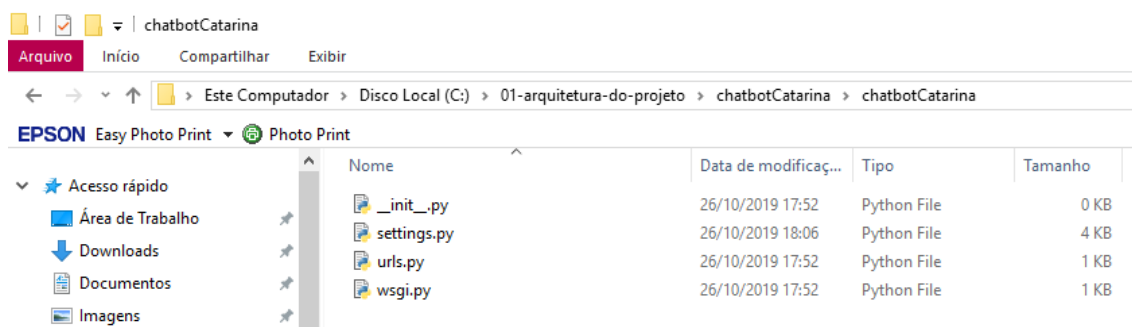 chatbotCatarina
Arquivo Início Compartilhar Exibir
Este Computador > Disco Local (C:) > 01-arquitetura-do-projeto > chatbotCatarina > chatbotCatarina
EPSON Easy Photo Print Photo Print
Nome Data de modificaç... Tipo Tamanho
Acesso rápido
Área de Trabalho
Downloads
Documentos
Imagens
__init__.py 26/10/2019 17:52 Python File 0 KB
settings.py 26/10/2019 18:06 Python File 4 KB
urls.py 26/10/2019 17:52 Python File 1 KB
wsgi.py 26/10/2019 17:52 Python File 1 KB